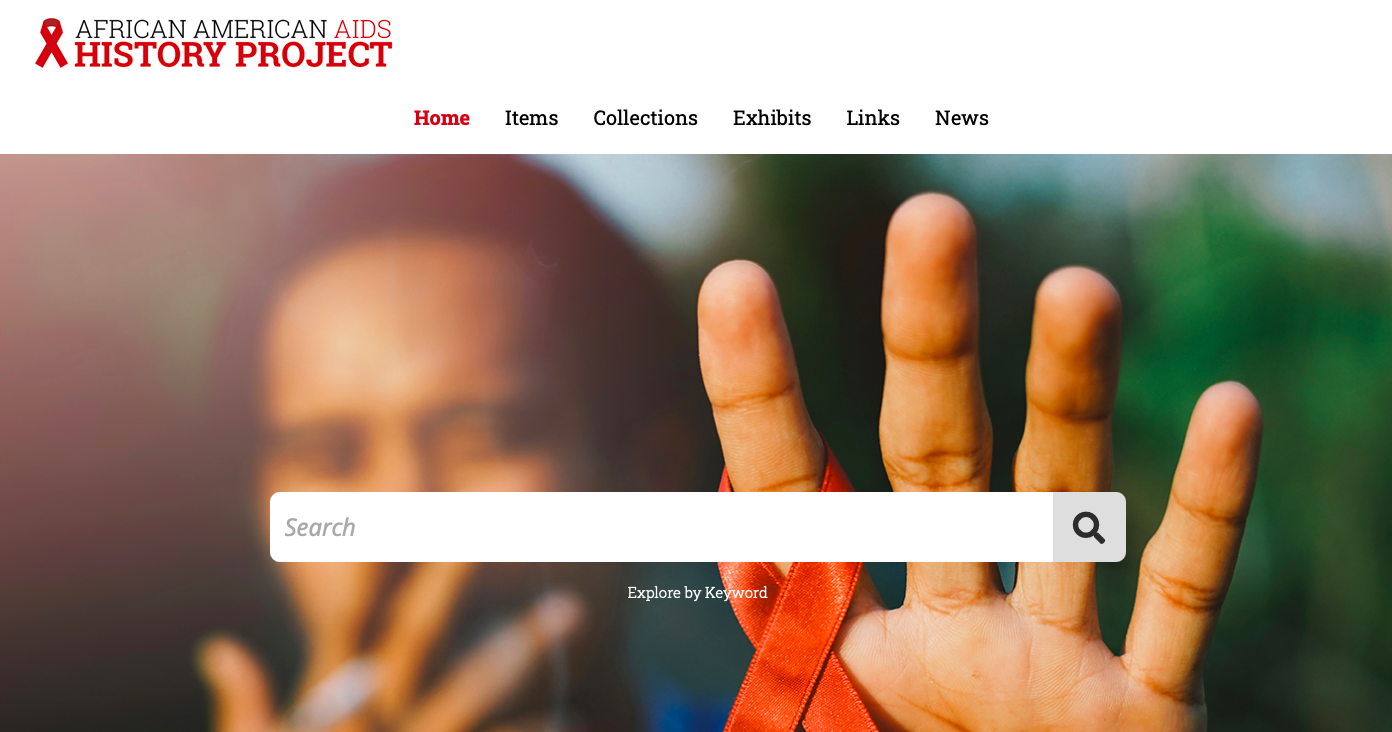 AFRICAN AMERICAN AIDS
HISTORY PROJECT
Home Items Collections Exhibits Links News
Search
Explore by Keyword